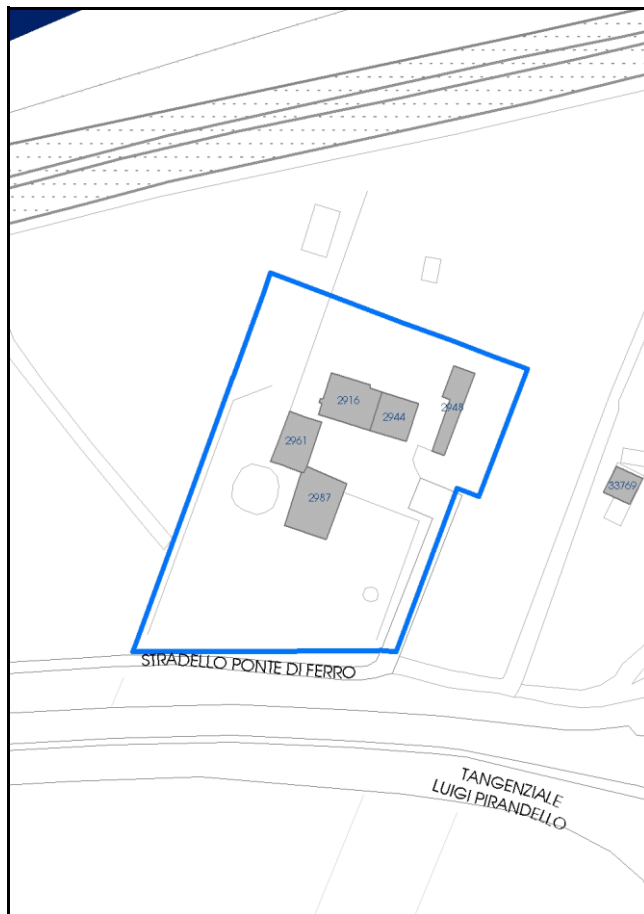 2916
2944
2948
2961
2987
33769
STRADELLO PONTE DI FERRO
TANGENZIALE
LUIGI PIRANDELLO